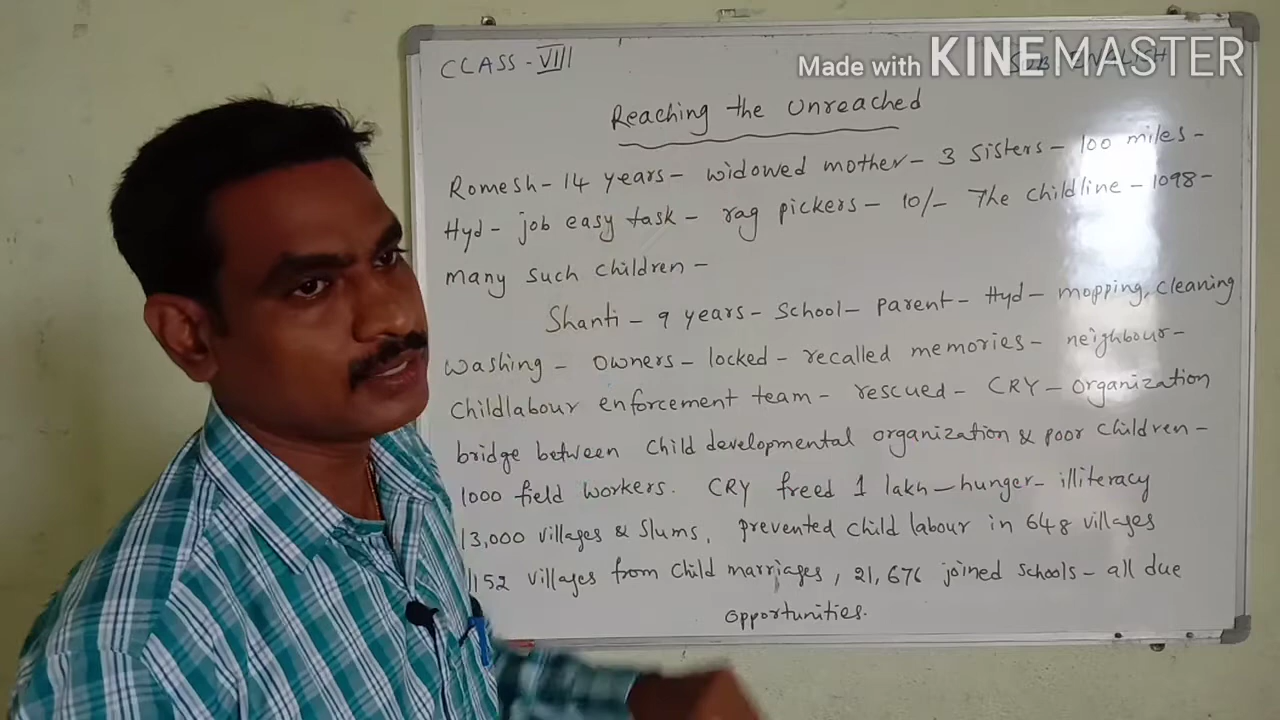 CLASS - VIII
Made with KINEMASTER
SUB ENGLISH
Reaching the Unreached
Romesh - 14 years - widowed mother - 3 Sisters - 100 miles -
Hyd - job easy task - rag pickers - 10/- The childline - 1098 -
many such children -
Shanti - 9 years - School - parent - Hyd - mopping, cleaning
washing - owners - locked - recalled memories - neighbour -
Childlabour enforcement team - rescued - CRY - organization
bridge between Child developmental organization & poor Children -
1000 field workers. CRY freed 1 lakh - hunger - illiteracy
13,000 villages & Slums, prevented child labour in 648 villages
1152 villages from child marriages, 21,676 joined schools - all due
opportunities.